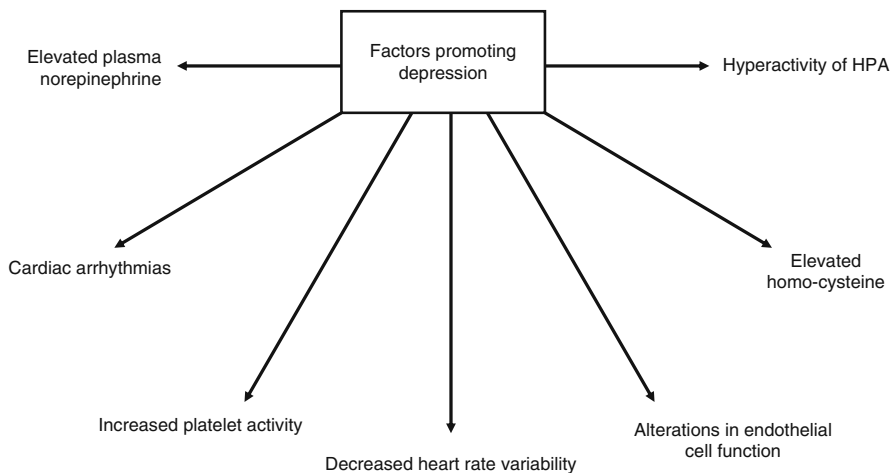 Factors promoting
depression
Elevated plasma
norepinephrine
Hyperactivity of HPA
Cardiac arrhythmias
Elevated
homo-cysteine
Increased platelet activity
Decreased heart rate variability
Alterations in endothelial
cell function